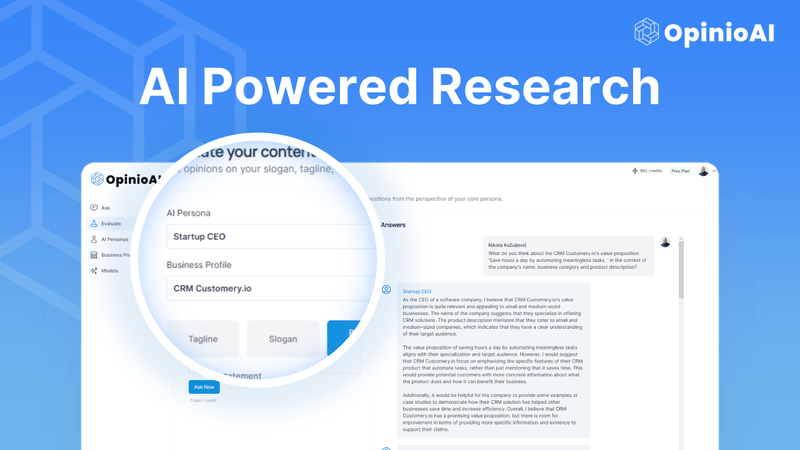 OpinioAI
AI Powered Research
OpinioAI
892 credits
Free Plan
Ask
Evaluate
AI Personas
Business Pro
Models
ate your content
opinions on your slogan, tagline,
positions from the perspective of your core persona.
AI Persona
Startup CEO
Business Profile
CRM Customery.io
Tagline
Slogan
tatement
Ask Now
Costs 1 credit
Answers
Nikola Kožuljević
What do you think about the CRM Customery.io's value
proposition
'Save hours a day by automating meaningless tasks. ' in the context of
the company's name, business category and product description?
Startup CEO
As the CEO of a software company, I believe that CRM Customery.io's value
proposition is quite relevant and appealing to small and medium-sized
businesses. The name of the company suggests that they specialize in offering
CRM solutions. The product description mentions that they cater to small and
medium-sized companies, which indicates that they have a clear understanding
of their target audience.
The value proposition of saving hours a day by automating meaningless tasks
aligns with their specialization and target audience. However, I would suggest
that CRM Customery.io focus on emphasizing the specific features of their CRM
product that automate tasks, rather than just mentioning that it saves time. This
would provide potential customers with more concrete information about what
the product does and how it can benefit their business.
Additionally, it would be helpful for the company to provide some examples or
case studies to demonstrate how their CRM solution has helped other
businesses save time and increase efficiency. Overall, I believe that CRM
Customery.io has a promising value proposition, but there is room for
improvement in terms of providing more specific information and evidence to
support their claims.